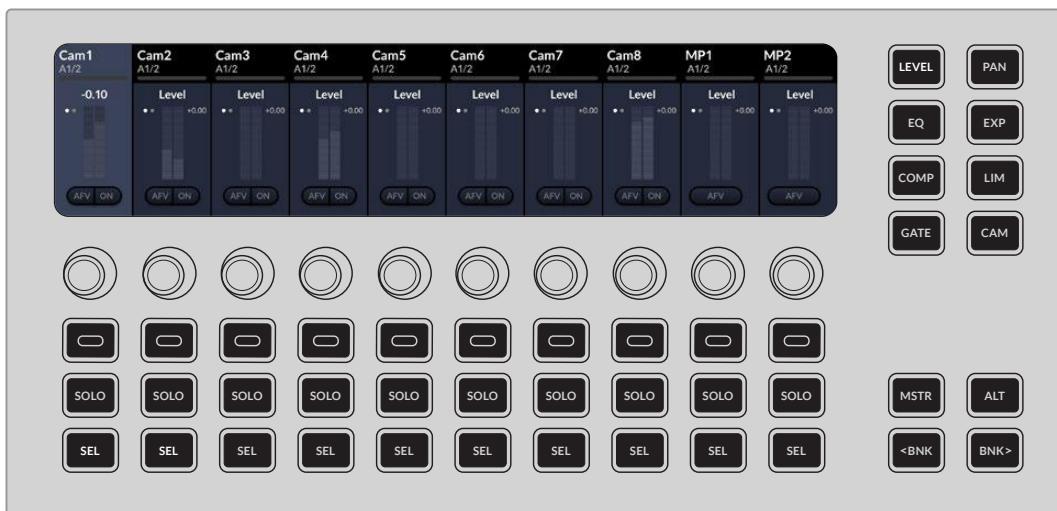 Cam1 Cam2 Cam3 Cam4 Cam5 Cam6 Cam7 Cam8 MP1 MP2
A1/2 A1/2 A1/2 A1/2 A1/2 A1/2 A1/2 A1/2 A1/2 A1/2
-0.10 Level Level Level Level Level Level Level Level Level
+0.00 +0.00 +0.00 +0.00 +0.00 +0.00 +0.00 +0.00 +0.00
AFV ON AFV ON AFV ON AFV ON AFV ON AFV ON AFV ON AFV ON AFV AFV
LEVEL PAN
EQ EXP
COMP LIM
GATE CAM
SOLO SOLO SOLO SOLO SOLO SOLO SOLO SOLO SOLO SOLO
MSTR ALT
SEL SEL SEL SEL SEL SEL SEL SEL SEL SEL
<BNK BNK>